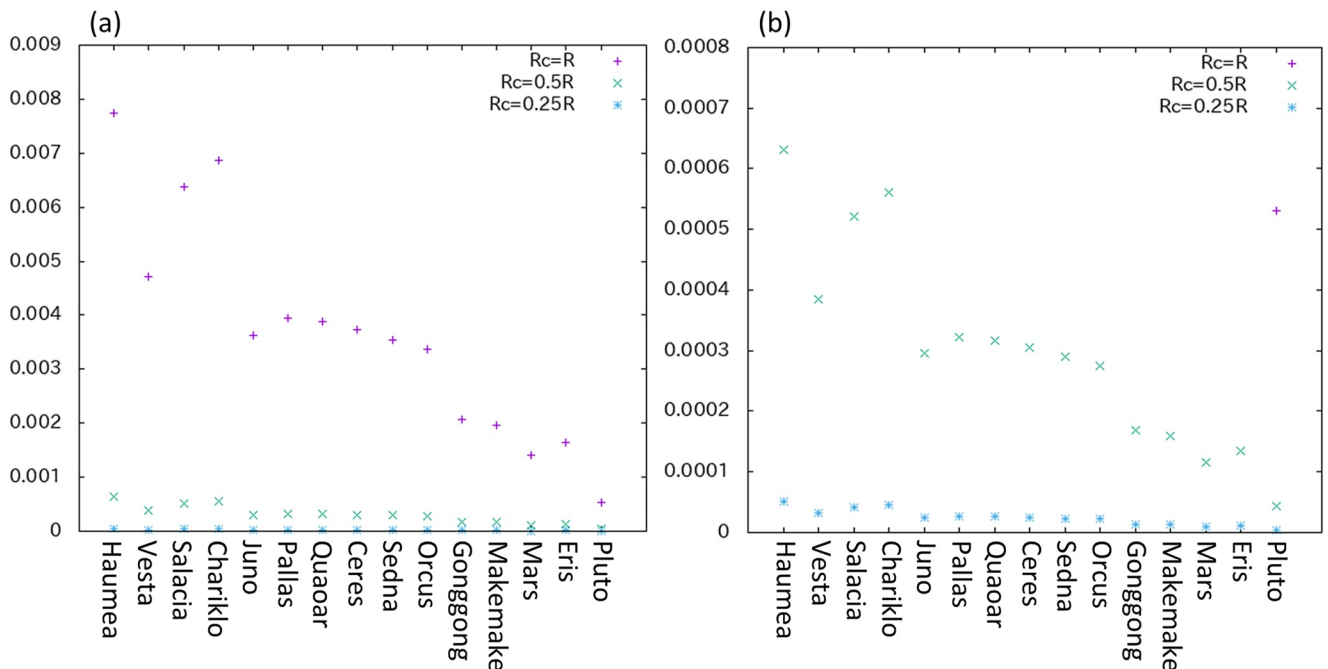 (a)
0.009
0.008
0.007
0.006
0.005
0.004
0.003
0.002
0.001
0
Rc=R
Rc=0.5R
Rc=0.25R
Haumea
Vesta
Salacia
Chariklo
Juno
Pallas
Quaoar
Ceres
Sedna
Orcus
Gonggong
Makemake
Mars
Eris
Pluto
(b)
0.0008
0.0007
0.0006
0.0005
0.0004
0.0003
0.0002
0.0001
0
Rc=R
Rc=0.5R
Rc=0.25R
Haumea
Vesta
Salacia
Chariklo
Juno
Pallas
Quaoar
Ceres
Sedna
Orcus
Gonggong
Makemake
Mars
Eris
Pluto